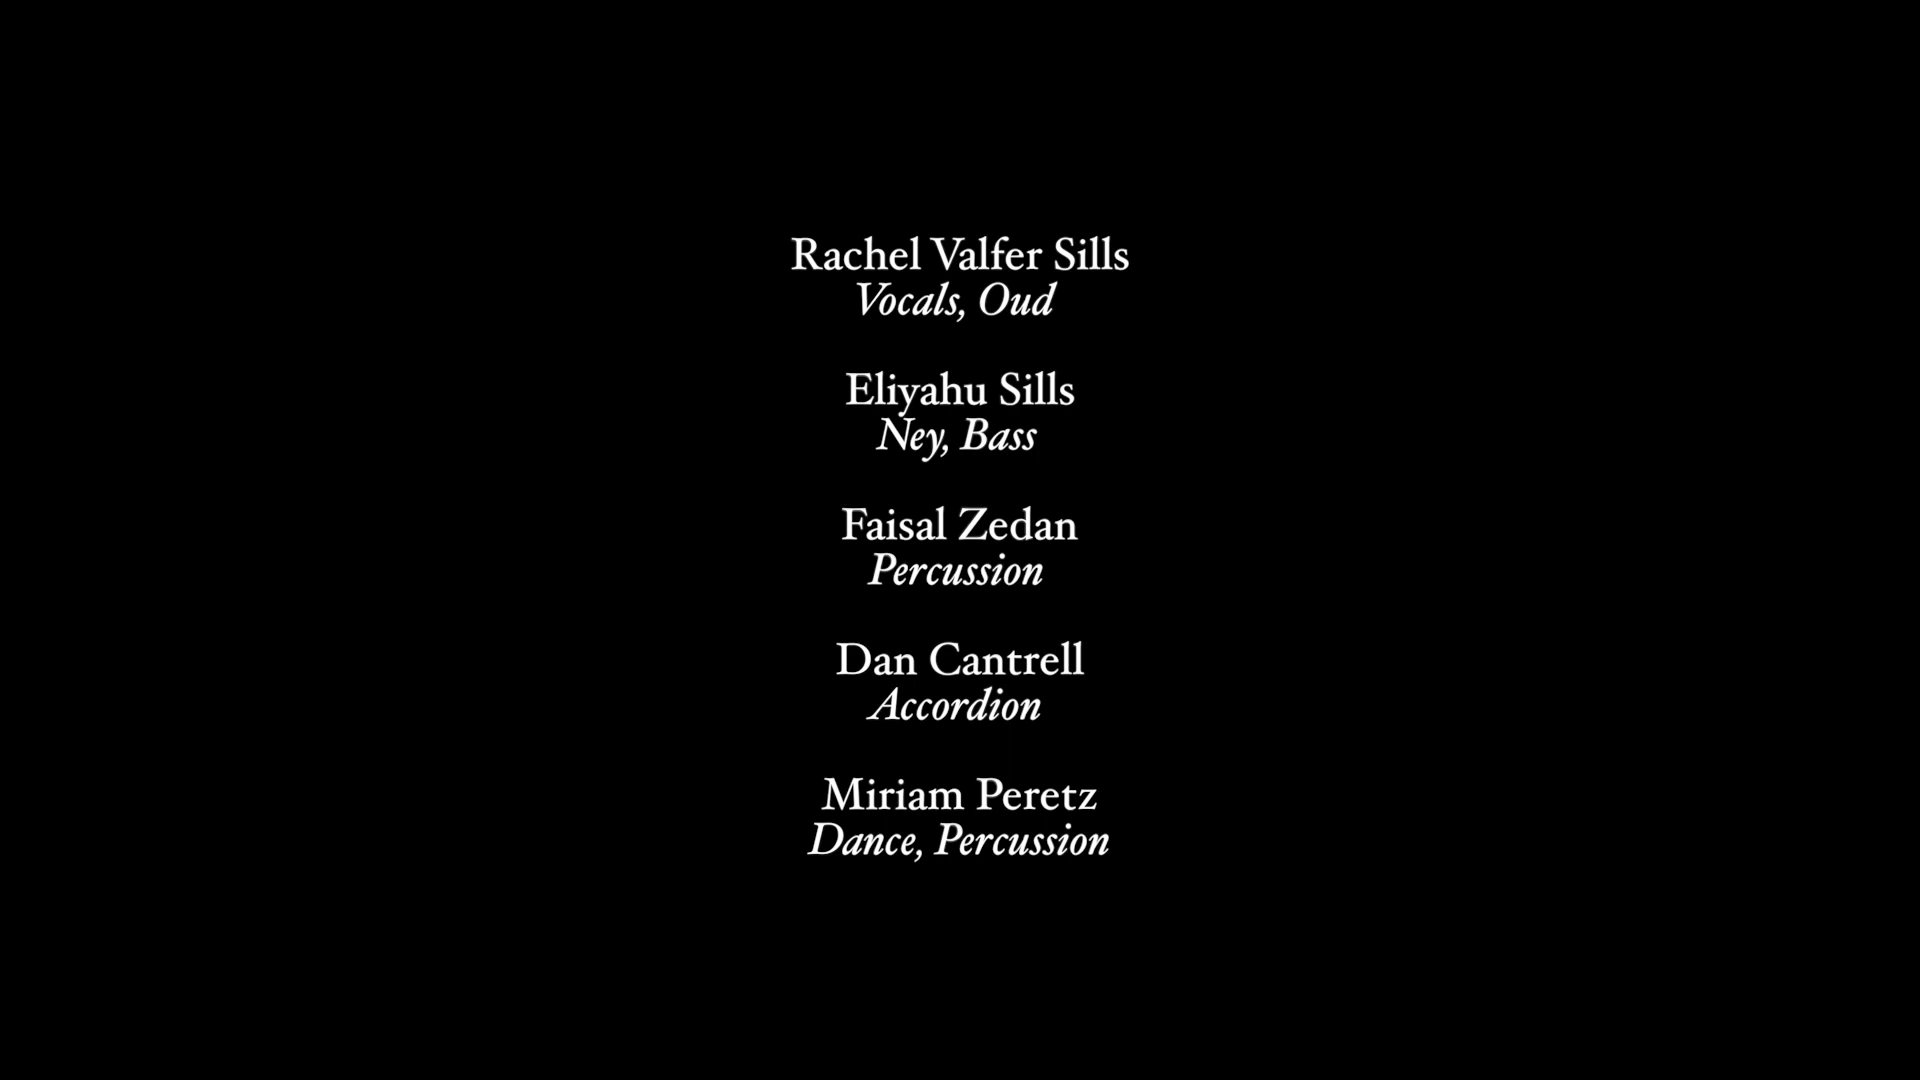 Rachel Valfer Sills
Vocals, Oud
Eliyahu Sills
Ney, Bass
Faisal Zedan
Percussion
Dan Cantrell
Accordion
Miriam Peretz
Dance, Percussion